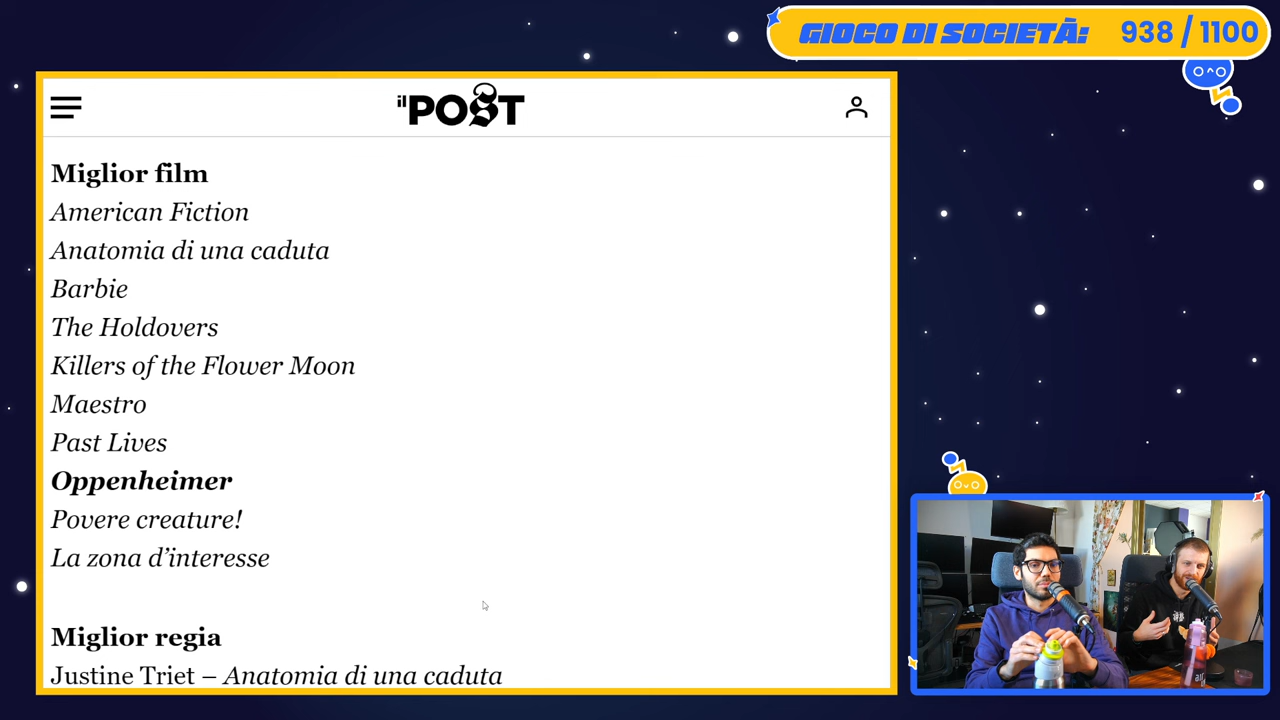 GIOCO DI SOCIETÀ: 938 / 1100
il POST
Miglior film
American Fiction
Anatomia di una caduta
Barbie
The Holdovers
Killers of the Flower Moon
Maestro
Past Lives
Oppenheimer
Povere creature!
La zona d’interesse
Miglior regia
Justine Triet – Anatomia di una caduta